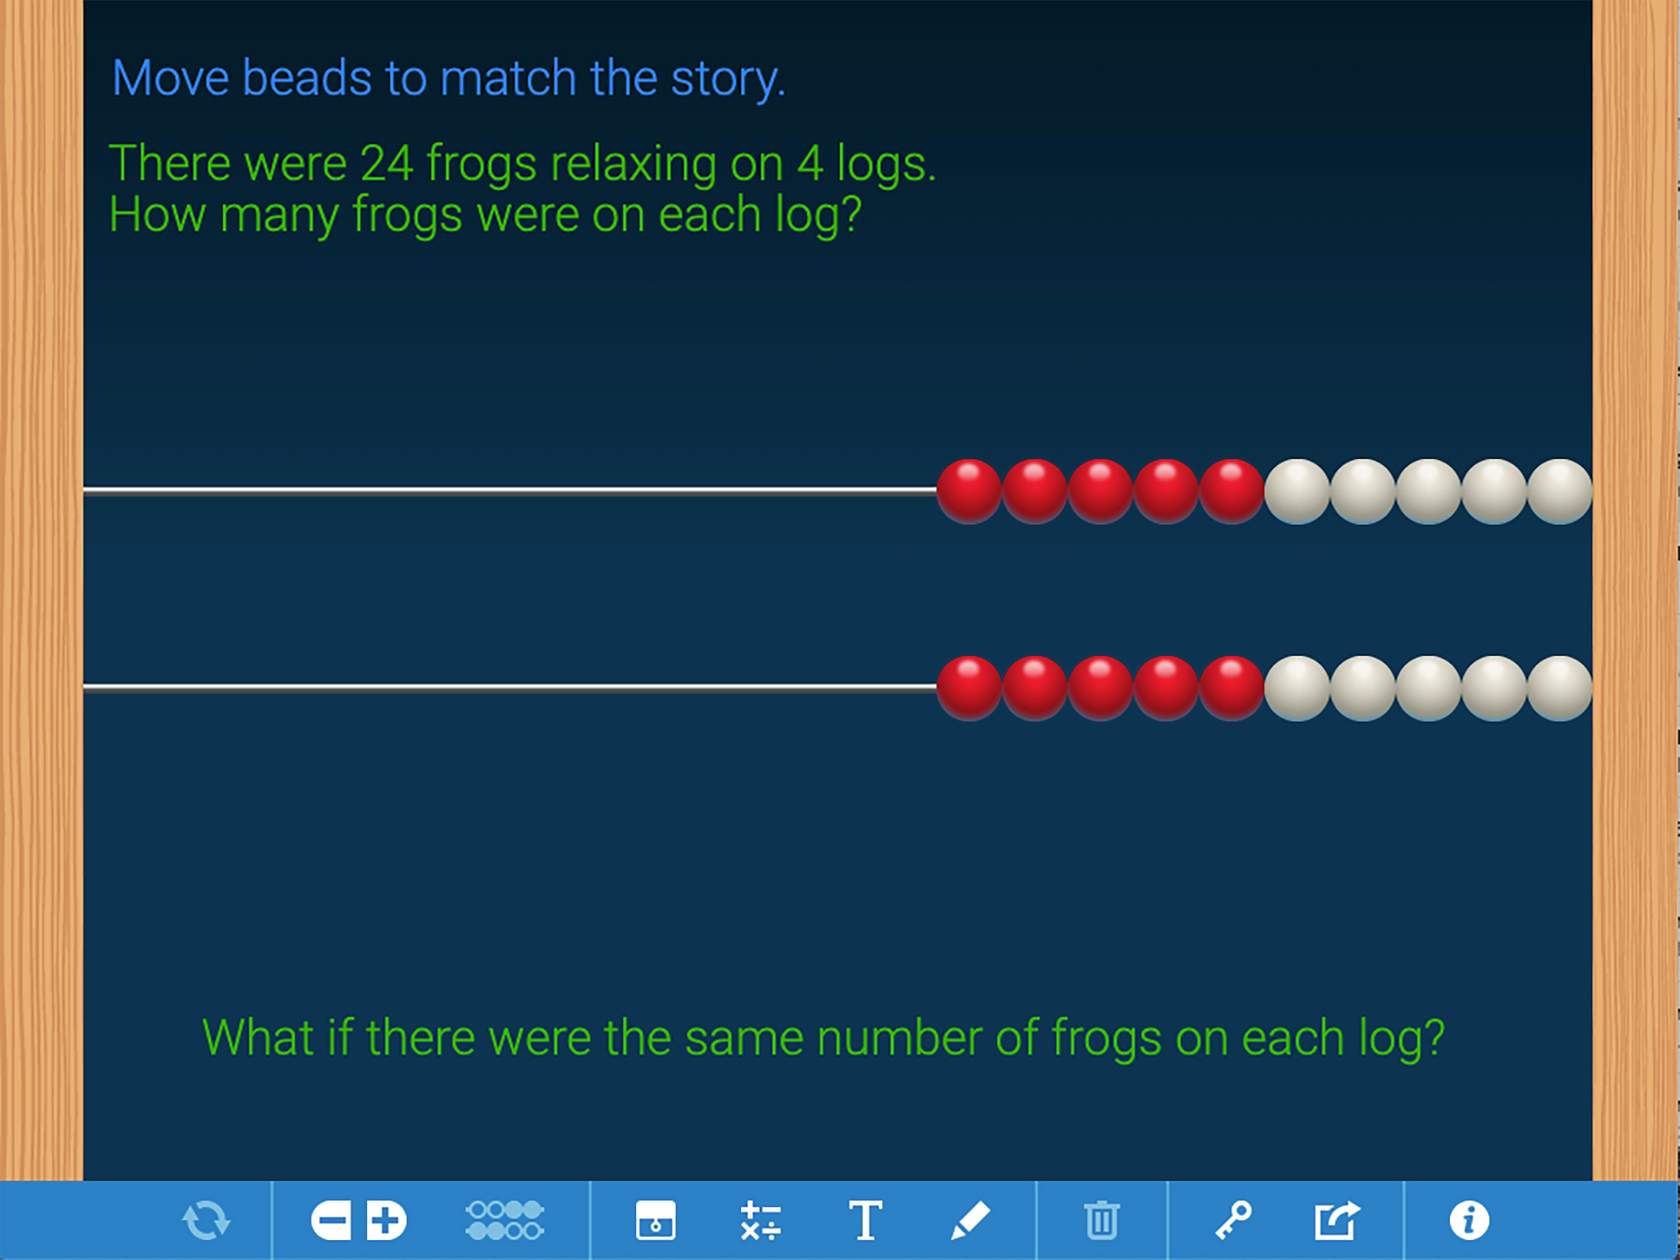 Move beads to match the story.
There were 24 frogs relaxing on 4 logs.
How many frogs were on each log?
What if there were the same number of frogs on each log?
T